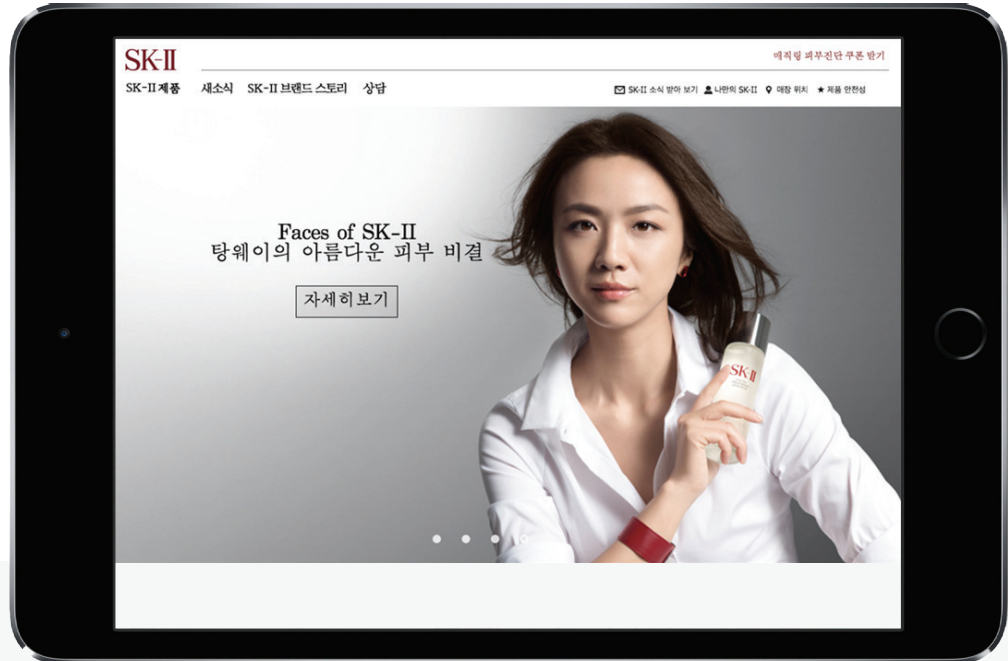 SK-II
매직링 피부진단 쿠폰 받기
SK-II 제품 새소식 SK-II 브랜드 스토리 상담
SK-II 소식 받아 보기 나만의 SK-II 매장 위치 제품 안전성
Faces of SK-II
탕웨이의 아름다운 피부 비결
자세히보기
SK-II